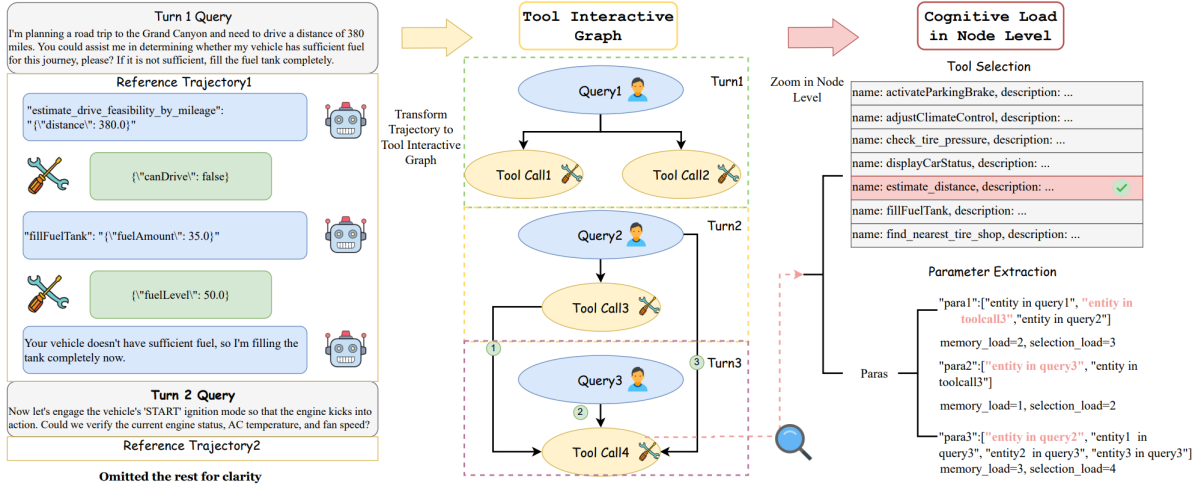 Turn 1 Query
I'm planning a road trip to the Grand Canyon and need to drive a distance of 380
miles. You could assist me in determining whether my vehicle has sufficient fuel
for this journey, please? If it is not sufficient, fill the fuel tank completely.
Reference Trajectory1
"estimate_drive_feasibility_by_mileage":
"{\"distance\": 380.0}"
{\"canDrive\": false}
"fillFuelTank": "{\"fuelAmount\": 35.0}"
{\"fuelLevel\": 50.0}
Your vehicle doesn't have sufficient fuel, so I'm filling the
tank completely now.
Turn 2 Query
Now let's engage the vehicle's 'START' ignition mode so that the engine kicks into
action. Could we verify the current engine status, AC temperature, and fan speed?
Reference Trajectory2
Omitted the rest for clarity
Transform
Trajectory to
Tool Interactive
Graph
Tool Interactive
Graph
Turn1
Query1
Tool Call1
Tool Call2
Turn2
Query2
Tool Call3
1
3
Turn3
Query3
2
Tool Call4
Zoom in Node
Level
Cognitive Load
in Node Level
Tool Selection
name: activateParkingBrake, description: ...
name: adjustClimateControl, description: ...
name: check_tire_pressure, description: ...
name: displayCarStatus, description: ...
name: estimate_distance, description: ...
name: fillFuelTank, description: ...
name: find_nearest_tire_shop, description: ...
Parameter Extraction
Paras
"para1":["entity in query1", "entity in
toolcall3","entity in query2"]
memory_load=2, selection_load=3
"para2":["entity in query3", "entity in
toolcall3"]
memory_load=1, selection_load=2
"para3":["entity in query2", "entity1 in
query3", "entity2 in query3", "entity3 in query3"]
memory_load=3, selection_load=4